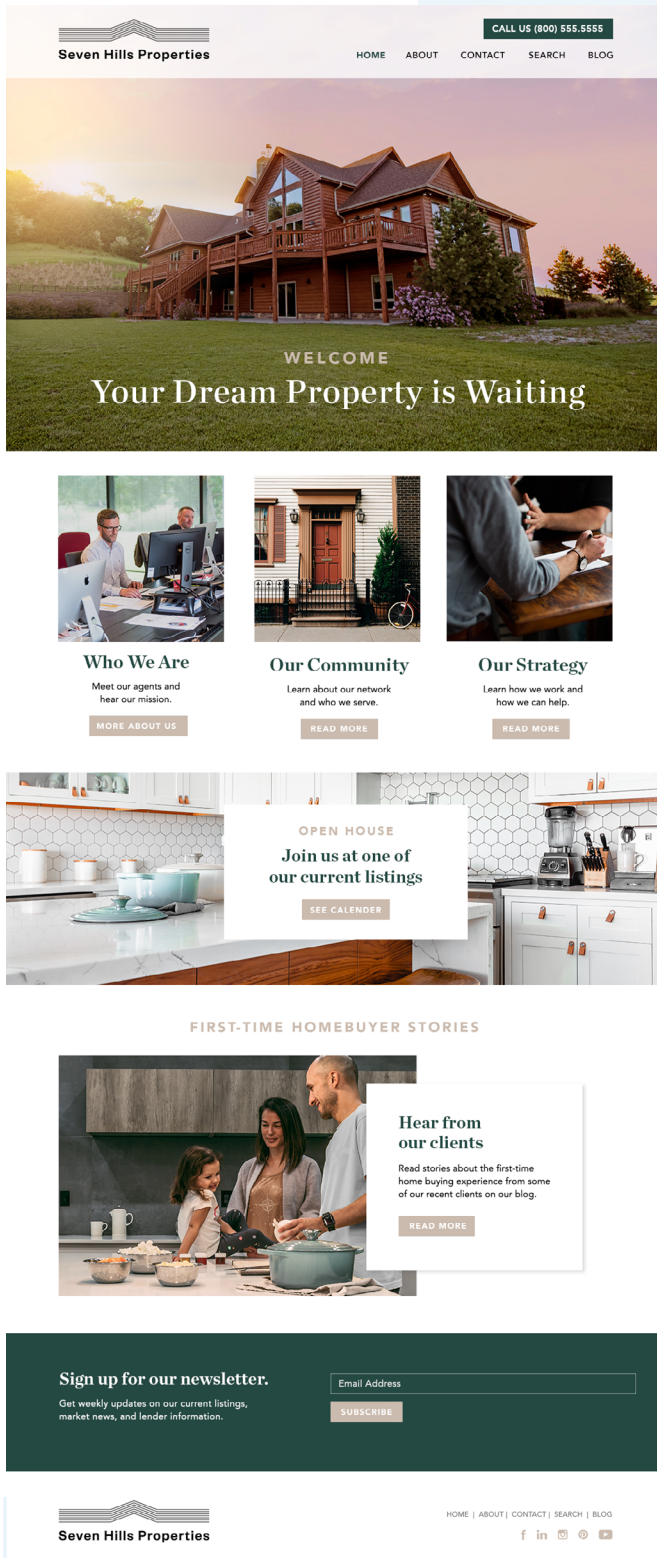 Seven Hills Properties
CALL US (800) 555.5555
HOME ABOUT CONTACT SEARCH BLOG
WELCOME
Your Dream Property is Waiting
Who We Are
Meet our agents and
hear our mission.
MORE ABOUT US
Our Community
Learn about our network
and who we serve.
READ MORE
Our Strategy
Learn how we work and
how we can help.
READ MORE
OPEN HOUSE
Join us at one of
our current listings
SEE CALENDER
FIRST-TIME HOMEBUYER STORIES
Hear from
our clients
Read stories about the first-time
home buying experience from some
of our recent clients on our blog.
READ MORE
Sign up for our newsletter.
Get weekly updates on our current listings,
market news, and lender information.
Email Address
SUBSCRIBE
Seven Hills Properties
HOME | ABOUT | CONTACT | SEARCH | BLOG